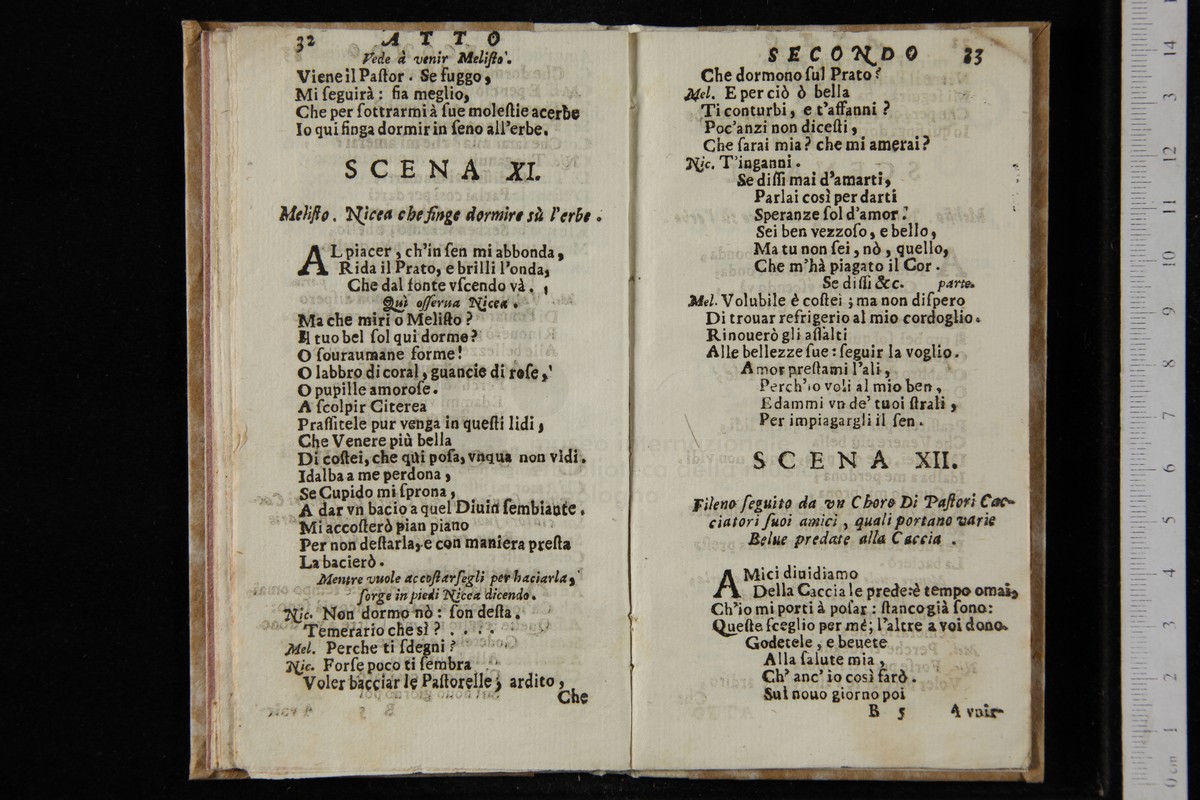 32 ATTO
Vede à venir Melisto.
Viene il Paſtor. Se fuggo,
Mi ſeguirà: fia meglio,
Che per ſottrarmi à ſue moleſtie acerbe
Io qui finga dormir in ſeno all'erbe.
SCENA XI.
Meliſto. Nicea che finge dormire sù l'erbe.
AL piacer, ch'in ſen mi abbonda,
Rida il Prato, e brilli l'onda,
Che dal fonte vſcendo và.
Quì oſſerua Nicea.
Ma che miri o Meliſto?
Il tuo bel ſol qui dorme?
O ſouraumane forme!
O labbro di coral, guancie di roſe,
O pupille amoroſe.
A ſcolpir Citerea
Praſſitele pur venga in queſti lidi,
Che Venere più bella
Di coſtei, che quì poſa, vnqua non vidi.
Idalba a me perdona,
Se Cupido mi ſprona,
A dar vn bacio a quel Diuin ſembiante.
Mi accoſterò pian piano
Per non deſtarla, e con maniera preſta
La bacierò.
Mentre vuole accoſtarſegli per baciarla,
ſorge in piedi Nicea dicendo.
Nic. Non dormo nò: ſon deſta.
Temerario che sì? . . . .
Mel. Perche ti ſdegni?
Nic. Forſe poco ti ſembra
Voler bacciar le Paſtorelle, ardito,
Che
SECONDO 33
Che dormono ſul Prato?
Mel. E per ciò ò bella
Ti conturbi, e t'affanni?
Poc'anzi non diceſti,
Che ſarai mia? che mi amerai?
Nic. T'inganni.
Se diſſi mai d'amarti,
Parlai così per darti
Speranze ſol d'amor.
Sei ben vezzoſo, e bello,
Ma tu non ſei, nò, quello,
Che m'hà piagato il Cor.
Se diſſi &c. parte.
Mel. Volubile è coſtei; ma non diſpero
Di trouar refrigerio al mio cordoglio.
Rinouerò gli aſſalti
Alle bellezze ſue: ſeguir la voglio.
Amor preſtami l'ali,
Perch'io voli al mio ben,
E dammi vn de' tuoi ſtrali,
Per impiagargli il ſen.
SCENA XII.
Fileno ſeguito da vn Choro Di Paſtori Cac-
ciatori ſuoi amici, quali portano varie
Belue predate alla Caccia.
AMici diuidiamo
Della Caccia le prede: è tempo omai,
Ch'io mi porti à poſar: ſtanco già ſono:
Queſte ſceglio per mé; l'altre a voi dono.
Godetele, e beuete
Alla ſalute mia,
Ch' anc' io così farò.
Sul nouo giorno poi
B 5 A voir